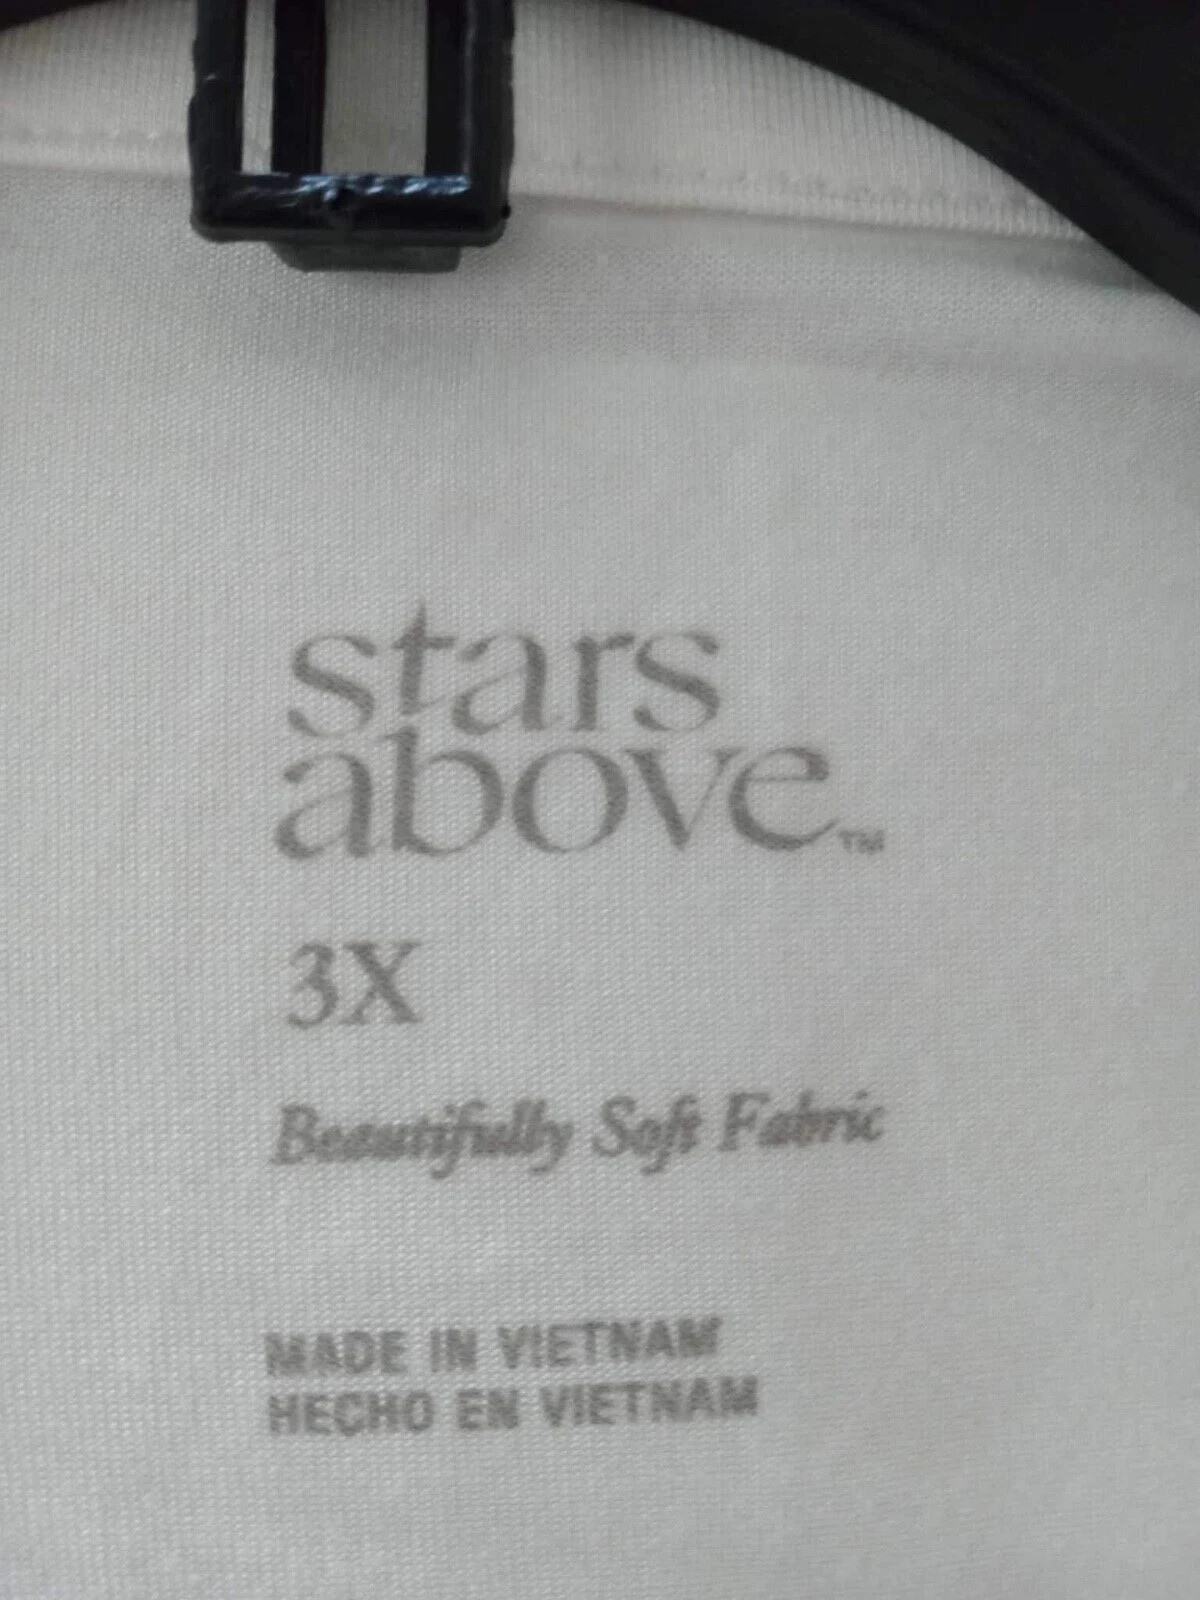 stars
above™
3X
Beautifully Soft Fabric
MADE IN VIETNAM
HECHO EN VIETNAM